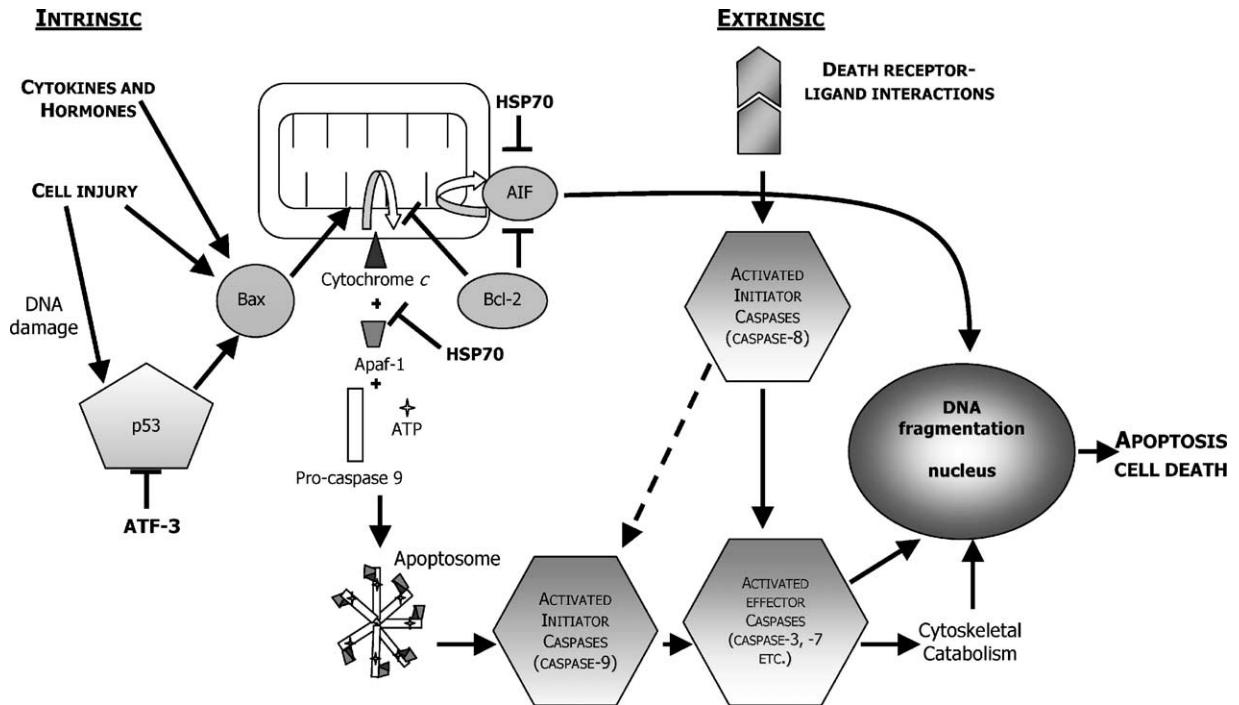 INTRINSIC
EXTRINSIC
CYTOKINES AND
HORMONES
CELL INJURY
DNA
damage
p53
ATF-3
Bax
HSP70
AIF
Cytochrome c
+
Bcl-2
Apaf-1
HSP70
+
ATP
Pro-caspase 9
Apoptosome
DEATH RECEPTOR-
LIGAND INTERACTIONS
ACTIVATED
INITIATOR
CASPASES
(CASPASE-8)
ACTIVATED
INITIATOR
CASPASES
(CASPASE-9)
ACTIVATED
EFFECTOR
CASPASES
(CASPASE-3, -7
ETC.)
Cytoskeletal
Catabolism
DNA
fragmentation
nucleus
APOPTOSIS
CELL DEATH